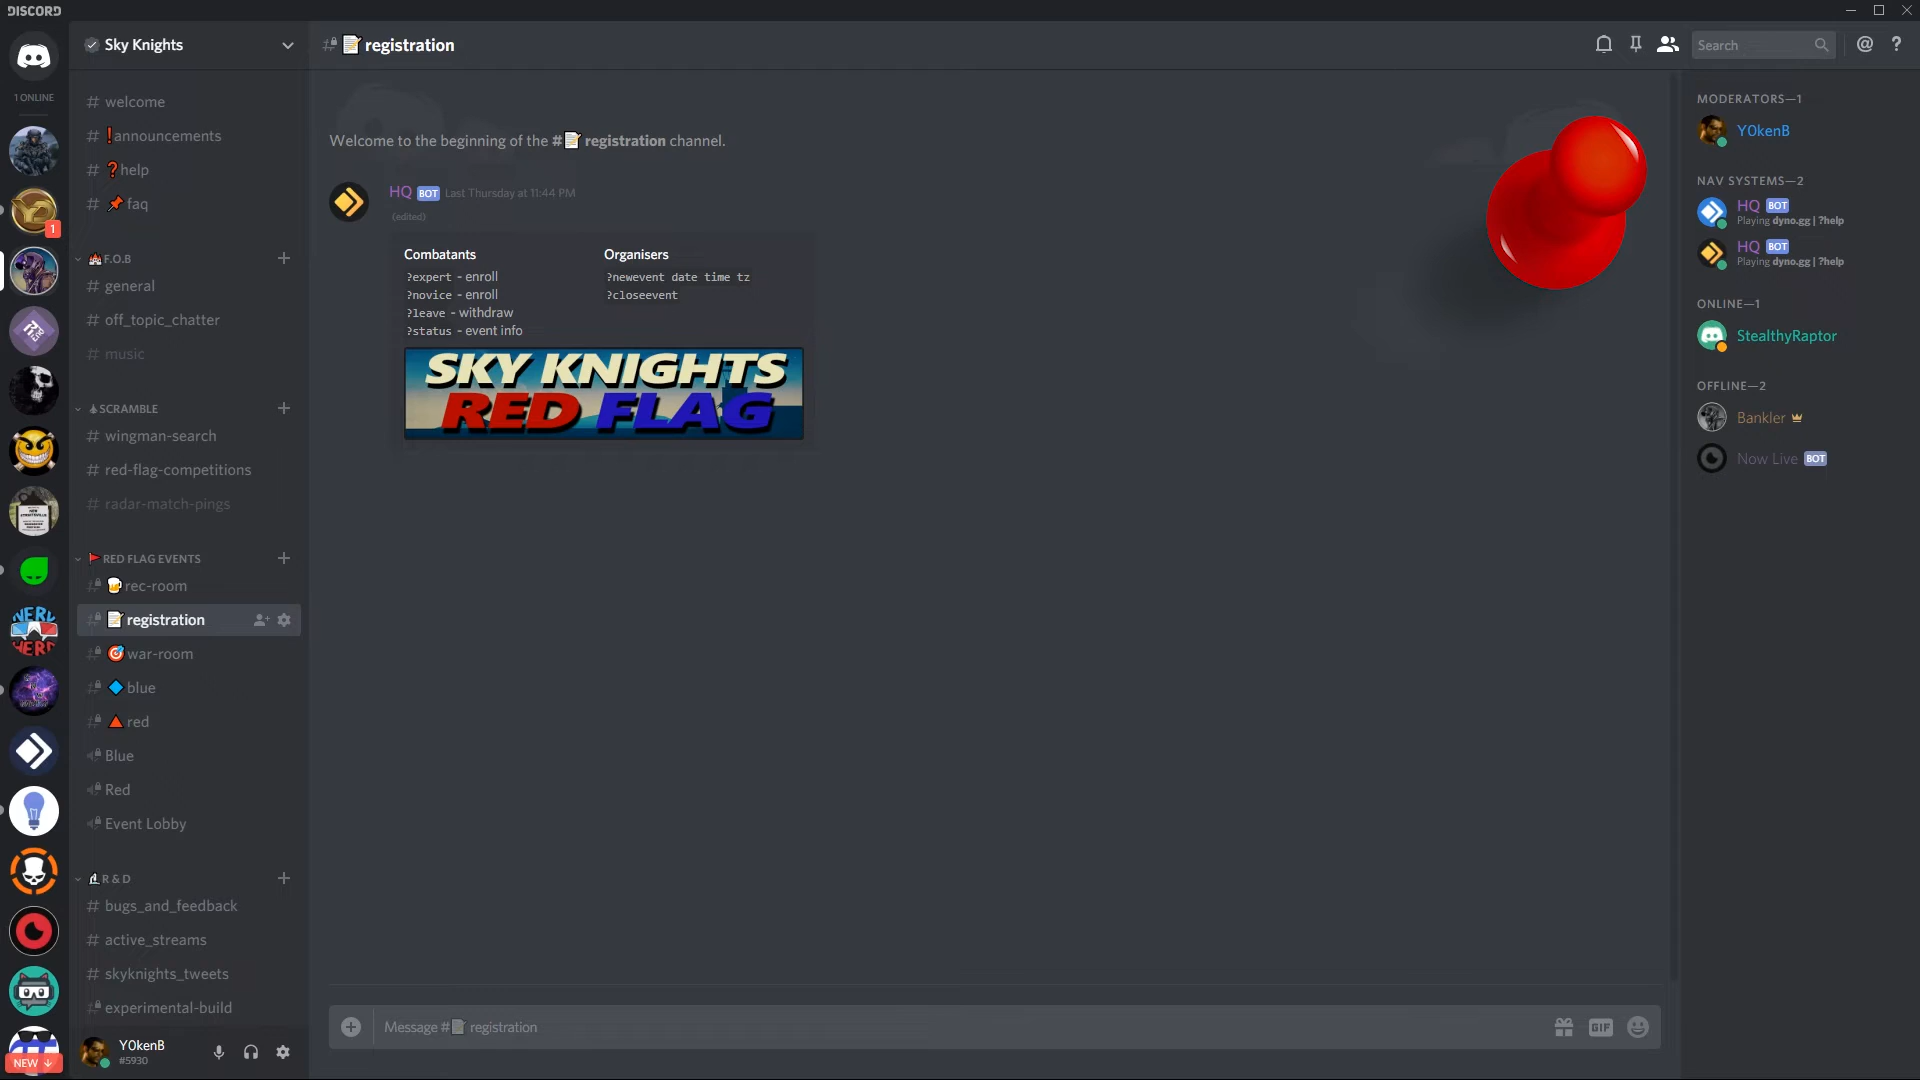 DISCORD
1 ONLINE
NEW
Sky Knights
welcome
announcements
help
faq
F.O.B
general
off_topic_chatter
music
SCRAMBLE
wingman-search
red-flag-competitions
radar-match-pings
RED FLAG EVENTS
rec-room
registration
war-room
blue
red
Blue
Red
Event Lobby
R & D
bugs_and_feedback
active_streams
skyknights_tweets
experimental-build
Y0kenB
#5930
registration
Search
Welcome to the beginning of the #📝registration channel.
HQ BOT Last Thursday at 11:44 PM
(edited)
Combatants
?expert - enroll
?novice - enroll
?leave - withdraw
?status - event info
Organisers
?newevent date time tz
?closeevent
SKY KNIGHTS
RED FLAG
Message #📝registration
GIF
MODERATORS—1
Y0kenB
NAV SYSTEMS—2
HQ BOT
Playing dyno.gg | ?help
HQ BOT
Playing dyno.gg | ?help
ONLINE—1
StealthyRaptor
OFFLINE—2
Bankler
Now Live BOT